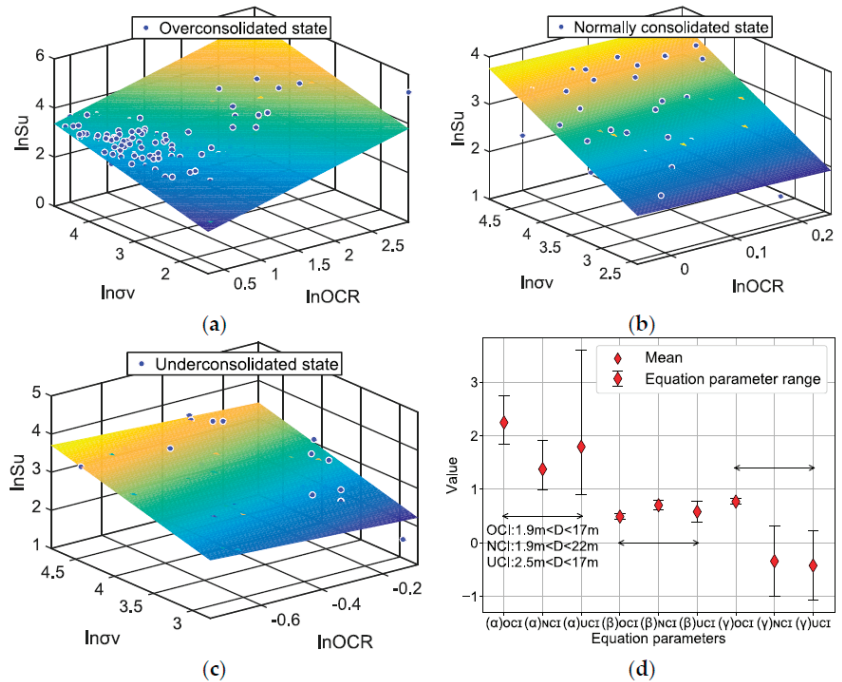 Overconsolidated state
6
4
2
0
lnSu
4
3
2
lnσv
0.5
1
1.5
2
2.5
lnOCR
(a)
Normally consolidated state
4
3
2
1
lnSu
4.5
4
3.5
3
2.5
lnσv
0
0.1
0.2
lnOCR
(b)
Underconsolidated state
5
4
3
2
1
lnSu
4.5
4
3.5
3
lnσv
-0.6
-0.4
-0.2
lnOCR
(c)
Mean
Equation parameter range
3
2
1
0
−1
Value
OCI:1.9m<D<17m
NCI:1.9m<D<22m
UCI:2.5m<D<17m
(α)OCI (α)NCI (α)UCI (β)OCI (β)NCI (β)UCI (γ)OCI (γ)NCI (γ)UCI
Equation parameters
(d)